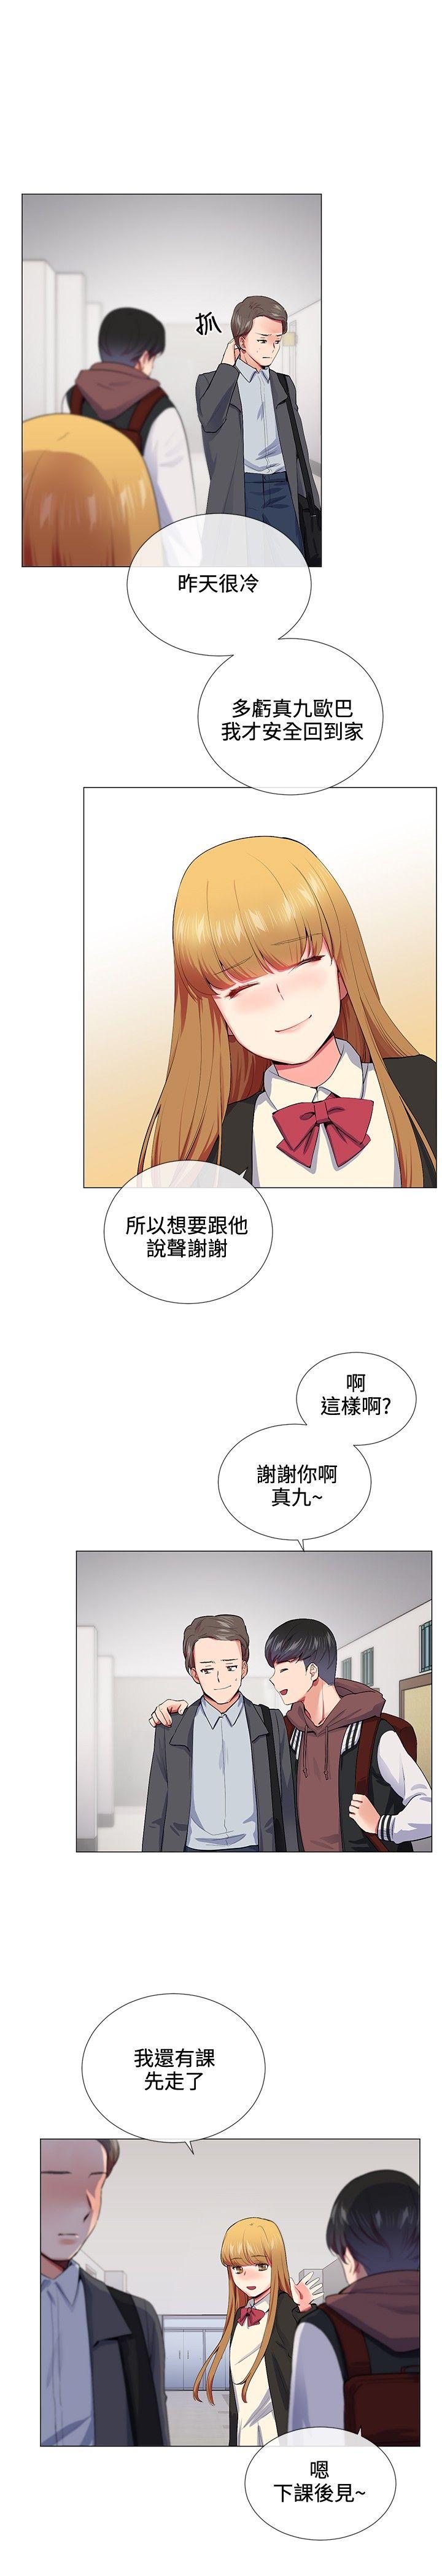 抓
昨天很冷
多虧真九歐巴
我才安全回到家
所以想要跟他
說聲謝謝
啊
這樣啊?
謝謝你啊
真九~
我還有課
先走了
嗯
下課後見~